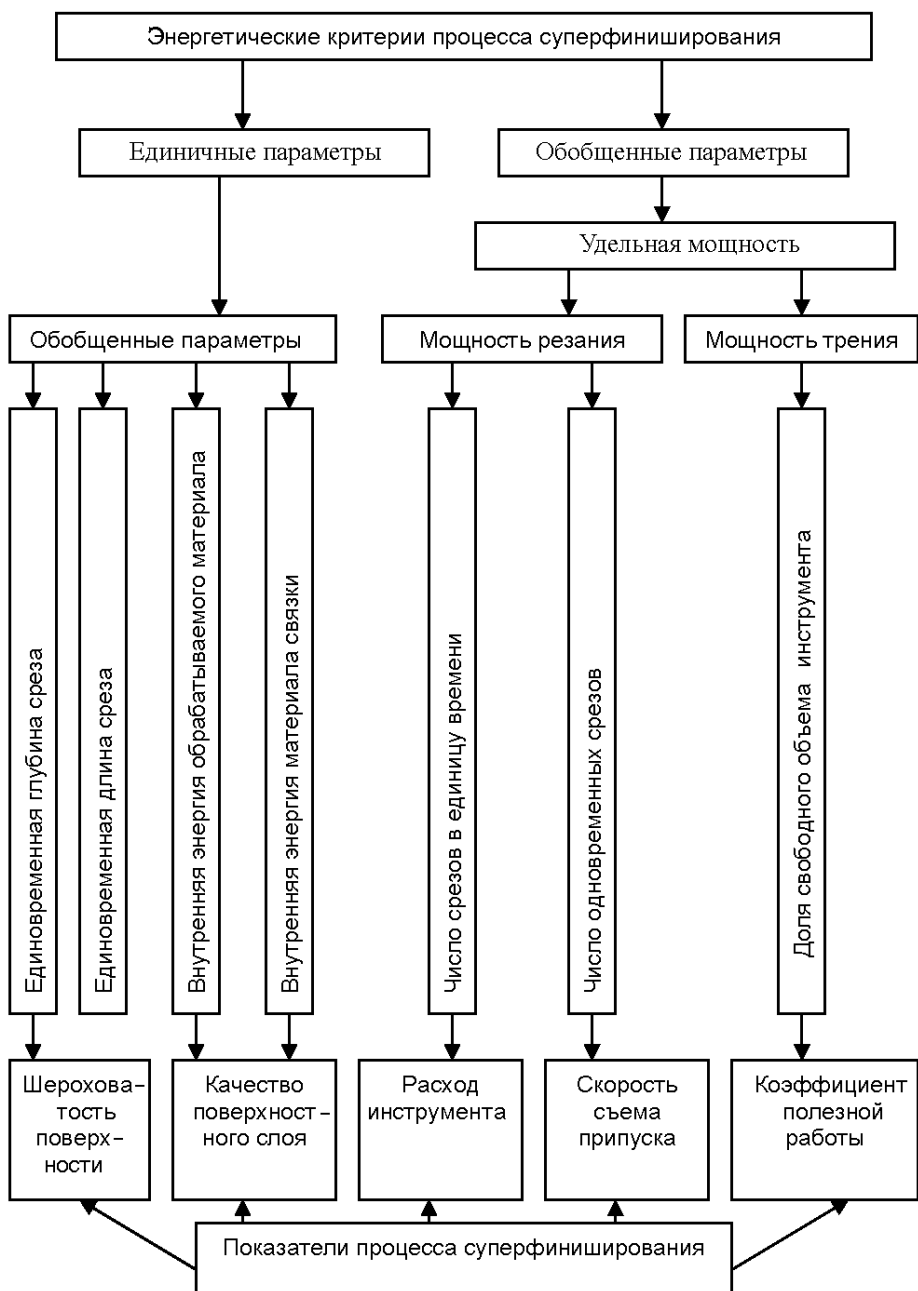 Энергетические критерии процесса суперфиниширования
Единичные параметры
Обобщенные параметры
Удельная мощность
Обобщенные параметры
Мощность резания
Мощность трения
Единовременная глубина среза
Единовременная длина среза
Внутренняя энергия обрабатываемого материала
Внутренняя энергия материала связки
Число срезов в единицу времени
Число одновременных срезов
Доля свободного объема инструмента
Шерохова-
тость
поверх-
ности
Качество
поверхност-
ного слоя
Расход
инструмента
Скорость
съема
припуска
Коэффициент
полезной
работы
Показатели процесса суперфиниширования